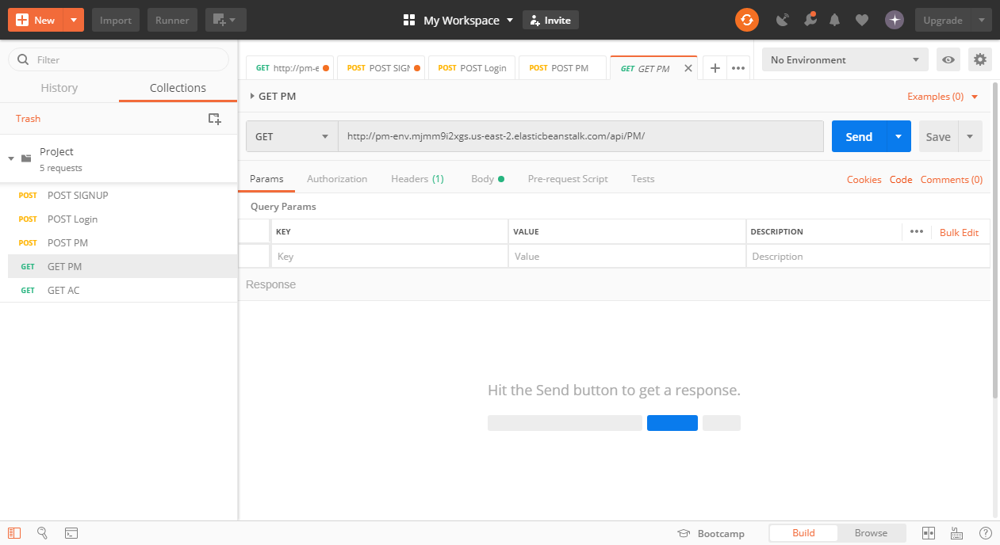 New
Import
Runner
My Workspace
Invite
Upgrade
Filter
History
Collections
Trash
ProJect
5 requests
POST POST SIGNUP
POST POST Login
POST POST PM
GET GET PM
GET GET AC
GET http://pm-e
POST POST SIGN
POST POST Login
POST POST PM
GET GET PM
No Environment
GET PM
Examples (0)
GET
http://pm-env.mjmm9i2xgs.us-east-2.elasticbeanstalk.com/api/PM/
Send
Save
Params
Authorization
Headers (1)
Body
Pre-request Script
Tests
Cookies
Code
Comments (0)
Query Params
KEY
VALUE
DESCRIPTION
Bulk Edit
Key
Value
Description
Response
Hit the Send button to get a response.
Bootcamp
Build
Browse